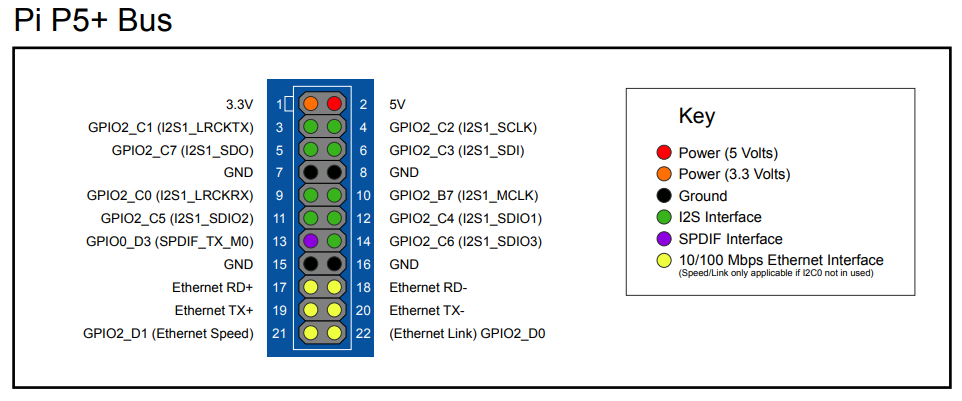 Pi P5+ Bus
3.3V 1 2 5V
GPIO2_C1 (I2S1_LRCKTX) 3 4 GPIO2_C2 (I2S1_SCLK)
GPIO2_C7 (I2S1_SDO) 5 6 GPIO2_C3 (I2S1_SDI)
GND 7 8 GND
GPIO2_C0 (I2S1_LRCKRX) 9 10 GPIO2_B7 (I2S1_MCLK)
GPIO2_C5 (I2S1_SDIO2) 11 12 GPIO2_C4 (I2S1_SDIO1)
GPIO0_D3 (SPDIF_TX_M0) 13 14 GPIO2_C6 (I2S1_SDIO3)
GND 15 16 GND
Ethernet RD+ 17 18 Ethernet RD-
Ethernet TX+ 19 20 Ethernet TX-
GPIO2_D1 (Ethernet Speed) 21 22 (Ethernet Link) GPIO2_D0
Key
Power (5 Volts)
Power (3.3 Volts)
Ground
I2S Interface
SPDIF Interface
10/100 Mbps Ethernet Interface
(Speed/Link only applicable if I2C0 not in used)